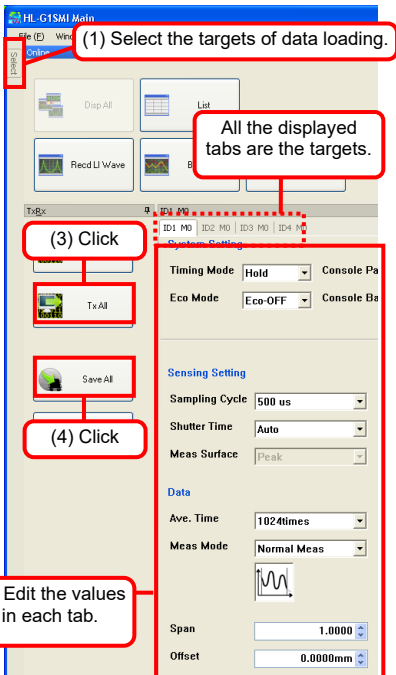 HL-G1SMI Main
File (F) Wind
(1) Select the targets of data loading.
Online
Select
Disp All
List
All the displayed
tabs are the targets.
Recd LI Wave
B
TxRx
ID1 M0
ID1 M0 ID2 M0 ID3 M0 ID4 M0
(3) Click
System Setting
Timing Mode Hold Console Pa
Tx All
Eco Mode Eco-OFF Console Ba
Sensing Setting
Save All
Sampling Cycle 500 us
Shutter Time Auto
(4) Click
Meas Surface Peak
Data
Ave. Time 1024times
Meas Mode Normal Meas
Edit the values
in each tab.
Span 1.0000
Offset 0.0000mm